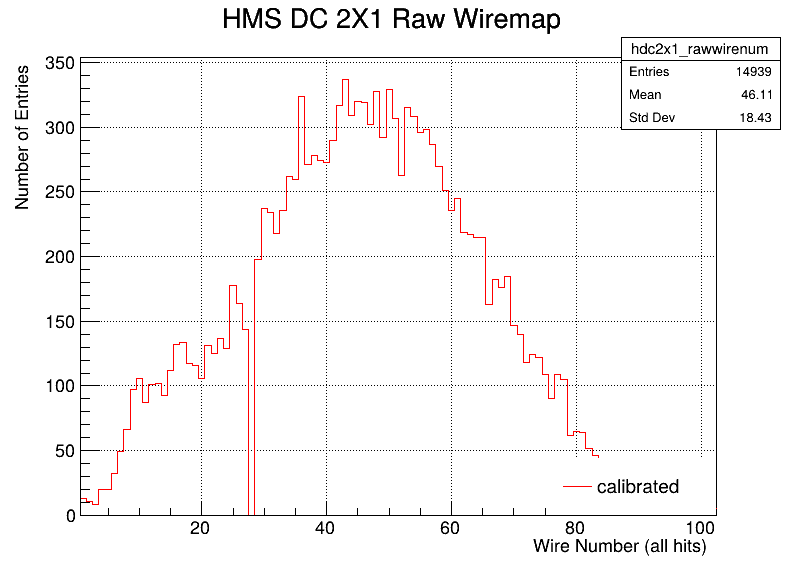 HMS DC 2X1 Raw Wiremap
hdc2x1_rawwirenum
Entries 14939
Mean 46.11
Std Dev 18.43
Number of Entries
350
300
250
200
150
100
50
0
20 40 60 80 100
Wire Number (all hits)
calibrated